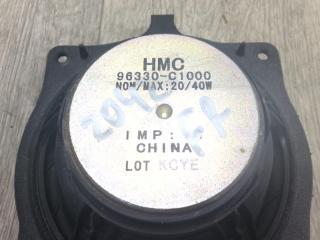 HMC
96330-C1000
NOM/MAX:20/40W
IMP:
CHINA
LOT KCYE